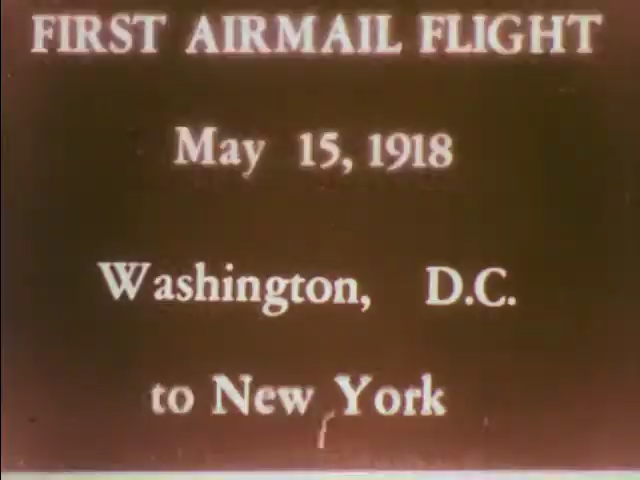 FIRST AIRMAIL FLIGHT
May 15, 1918
Washington, D.C.
to New York